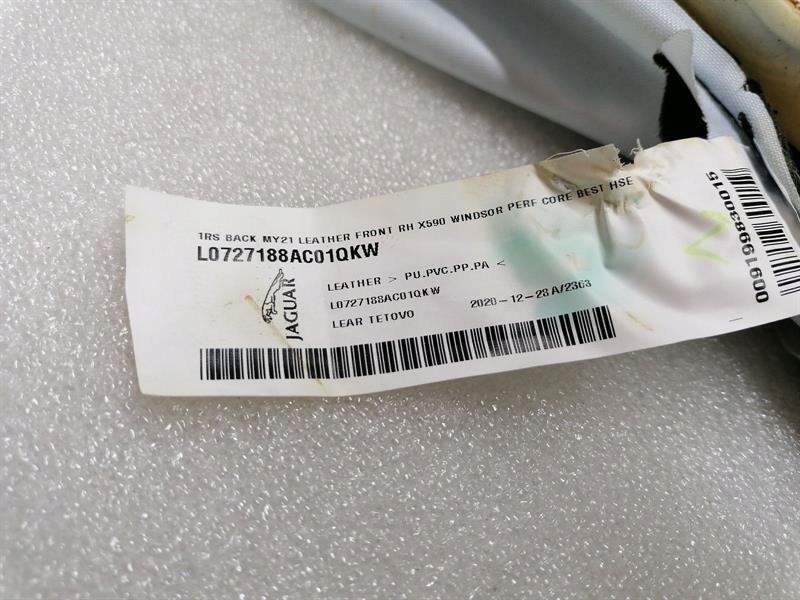 1RS BACK MY21 LEATHER FRONT RH X590 WINDSOR PERF CORE BEST HSE
L0727188AC01QKW
LEATHER > PU.PVC.PP.PA <
L0727188AC01QKW 2020-12-28 A/2363
LEAR TETOVO
JAGUAR
009199830015